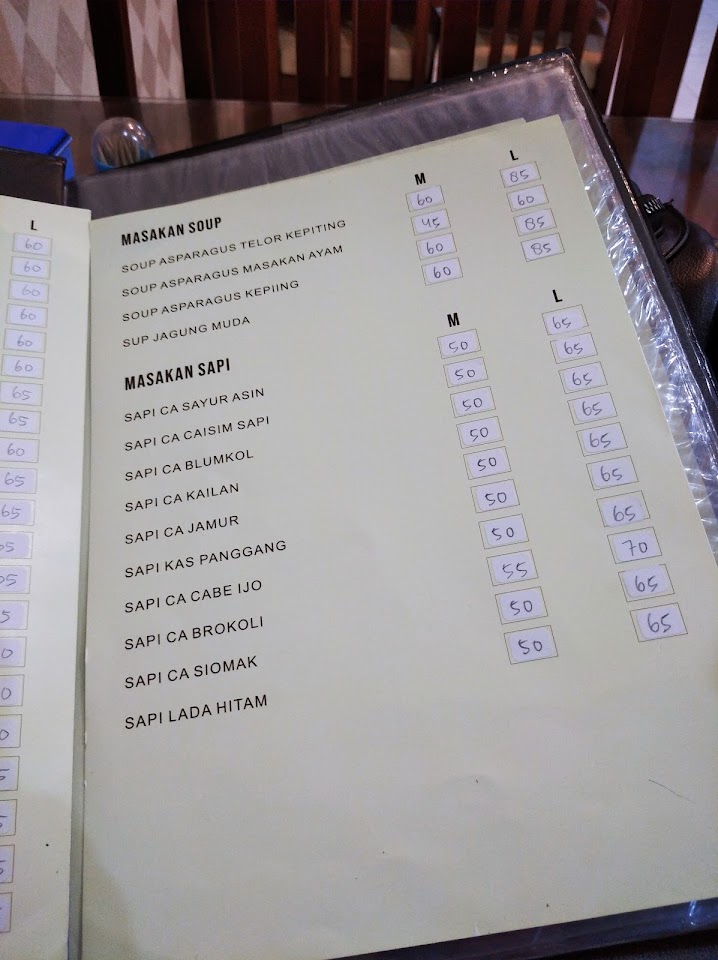 L
60
60
60
60
60
60
65
65
60
65
65
MASAKAN SOUP M L
SOUP ASPARAGUS TELOR KEPITING 60 85
SOUP ASPARAGUS MASAKAN AYAM 45 60
SOUP ASPARAGUS KEPIING 60 85
SUP JAGUNG MUDA 60 85
MASAKAN SAPI M L
SAPI CA SAYUR ASIN 50 65
SAPI CA CAISIM SAPI 50 65
SAPI CA BLUMKOL 50 65
SAPI CA KAILAN 50 65
SAPI CA JAMUR 50 65
SAPI KAS PANGGANG 50 65
SAPI CA CABE IJO 50 65
SAPI CA BROKOLI 55 70
SAPI CA SIOMAK 50 65
SAPI LADA HITAM 50 65